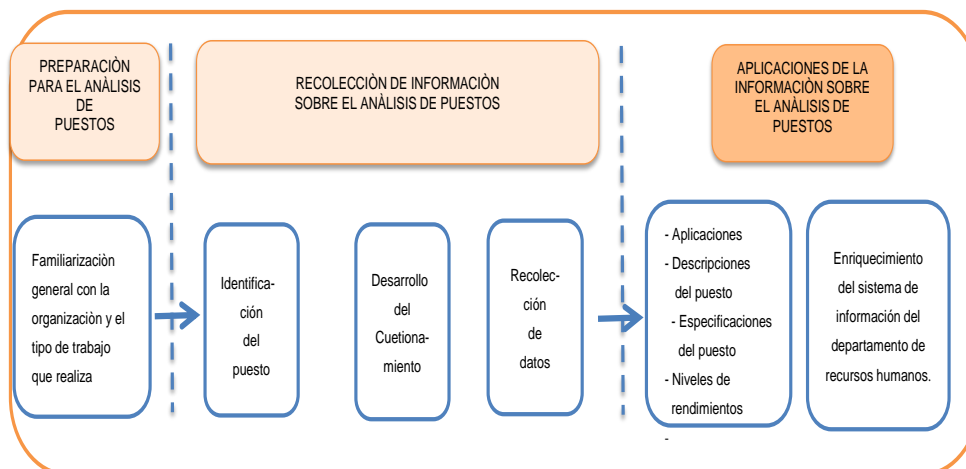 PREPARACIÒN
PARA EL ANÀLISIS
DE
PUESTOS
RECOLECCIÒN DE INFORMACIÒN
SOBRE EL ANÀLISIS DE PUESTOS
APLICACIONES DE LA
INFORMACIÒN SOBRE
EL ANÀLISIS DE
PUESTOS
Familiarizaciòn
general con la
organizaciòn y el
tipo de trabajo
que realiza
Identifica-
ción
del
puesto
Desarrollo
del
Cuetiona-
miento
Recolec-
ción
de
datos
- Aplicaciones
- Descripciones
del puesto
- Especificaciones
del puesto
- Niveles de
rendimientos
-
Enriquecimiento
del sistema de
información del
departamento de
recursos humanos.